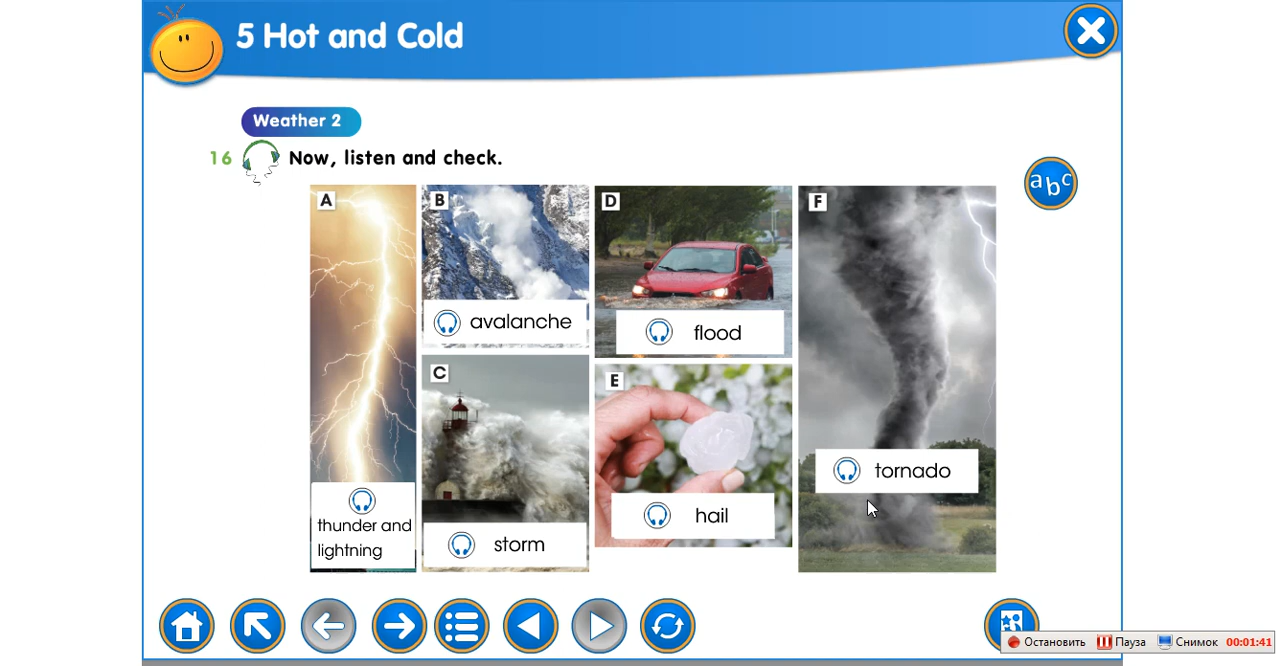 5 Hot and Cold
Weather 2
16 Now, listen and check.
abc
A
thunder and
lightning
B
avalanche
C
storm
D
flood
E
hail
F
tornado
Остановить Пауза Снимок 00:01:41